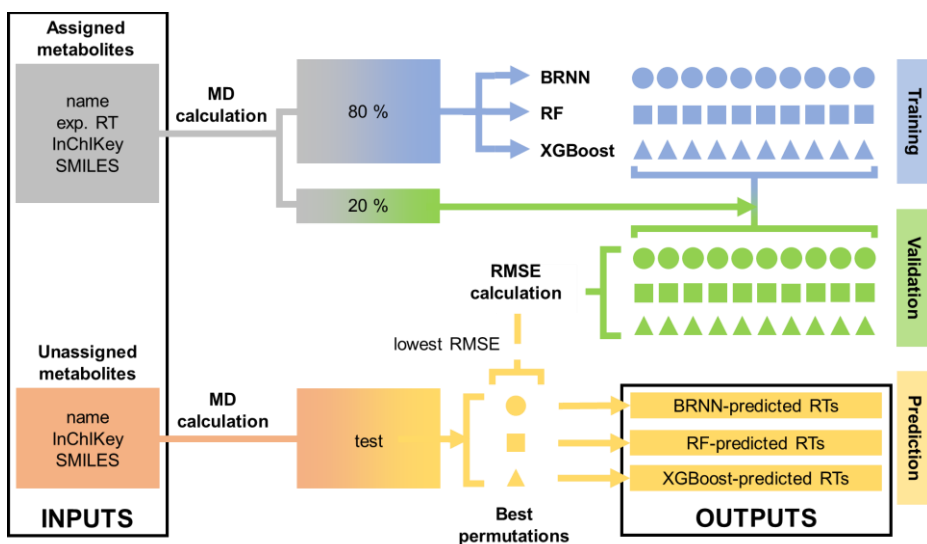 Assigned
metabolites
name
exp. RT
InChIKey
SMILES
MD
calculation
80 %
20 %
BRNN
RF
XGBoost
Training
Validation
RMSE
calculation
lowest RMSE
Unassigned
metabolites
name
InChIKey
SMILES
MD
calculation
test
Best
permutations
BRNN-predicted RTs
RF-predicted RTs
XGBoost-predicted RTs
Prediction
INPUTS
OUTPUTS